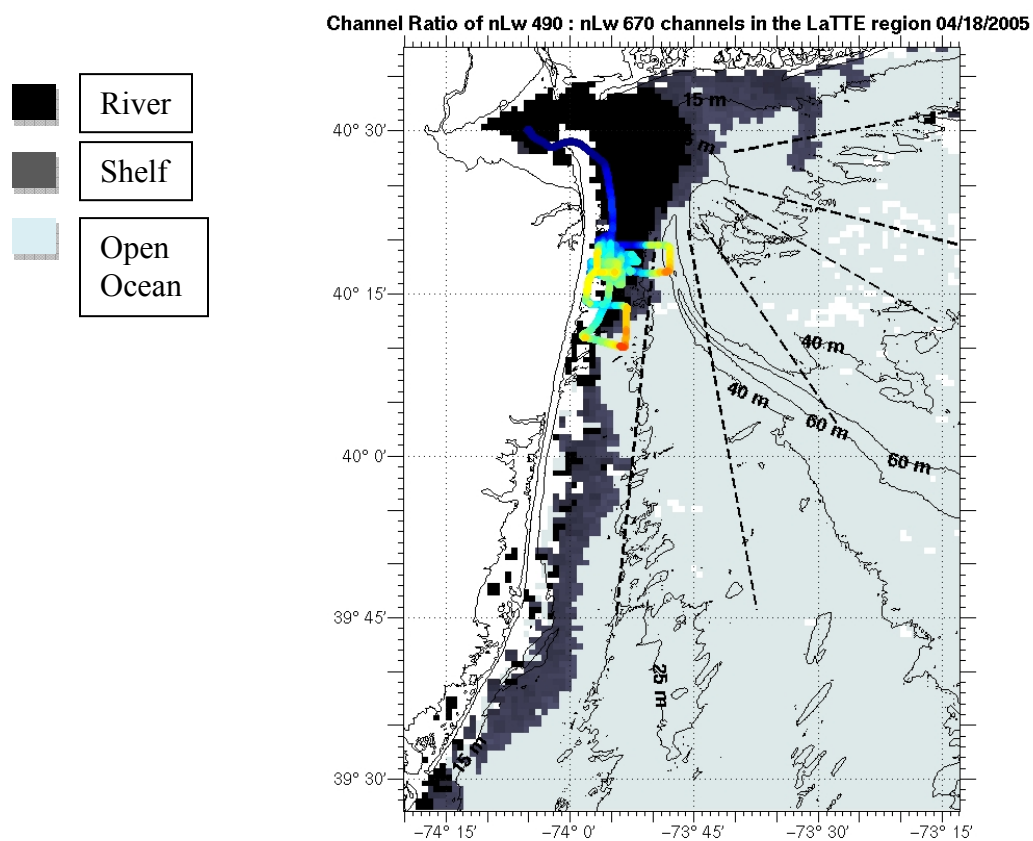 Channel Ratio of nLw 490 : nLw 670 channels in the LaTTE region 04/18/2005
River
Shelf
Open
Ocean
15 m
m
40° 30'
40° 15'
40° 0'
39° 45'
39° 30'
40 m
40 m
60 m
60 m
25 m
15 m
−74° 15'
−74° 0'
−73° 45'
−73° 30'
−73° 15'